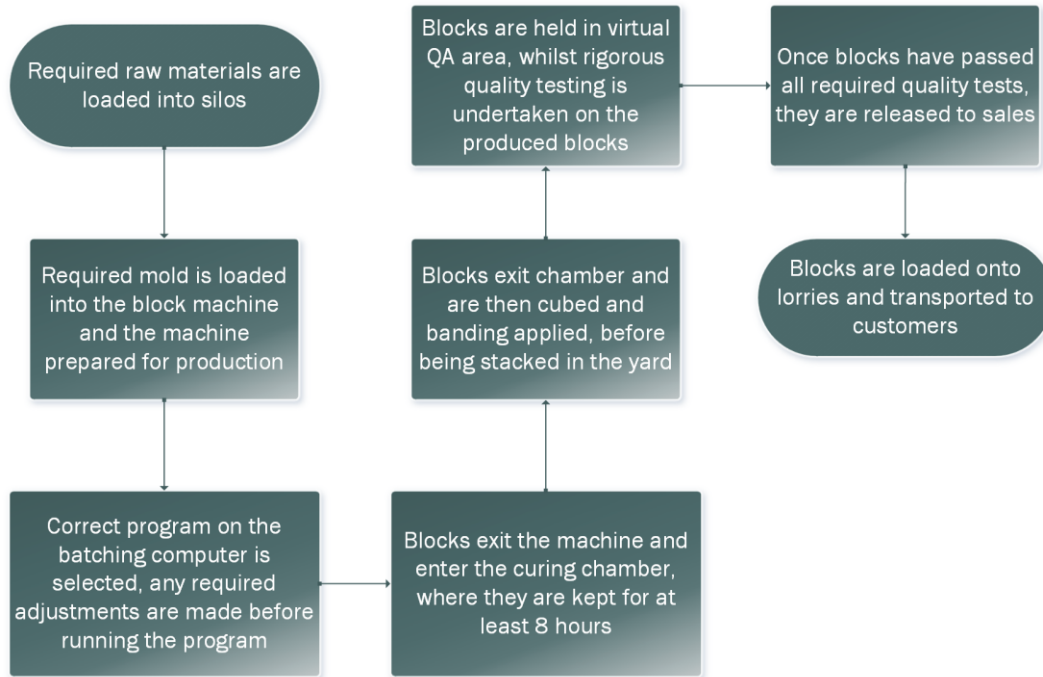 Required raw materials are
loaded into silos
Required mold is loaded
into the block machine
and the machine
prepared for production
Correct program on the
batching computer is
selected, any required
adjustments are made before
running the program
Blocks exit the machine and
enter the curing chamber,
where they are kept for at
least 8 hours
Blocks exit chamber and
are then cubed and
banding applied, before
being stacked in the yard
Blocks are held in virtual
QA area, whilst rigorous
quality testing is
undertaken on the
produced blocks
Once blocks have passed
all required quality tests,
they are released to sales
Blocks are loaded onto
lorries and transported to
customers